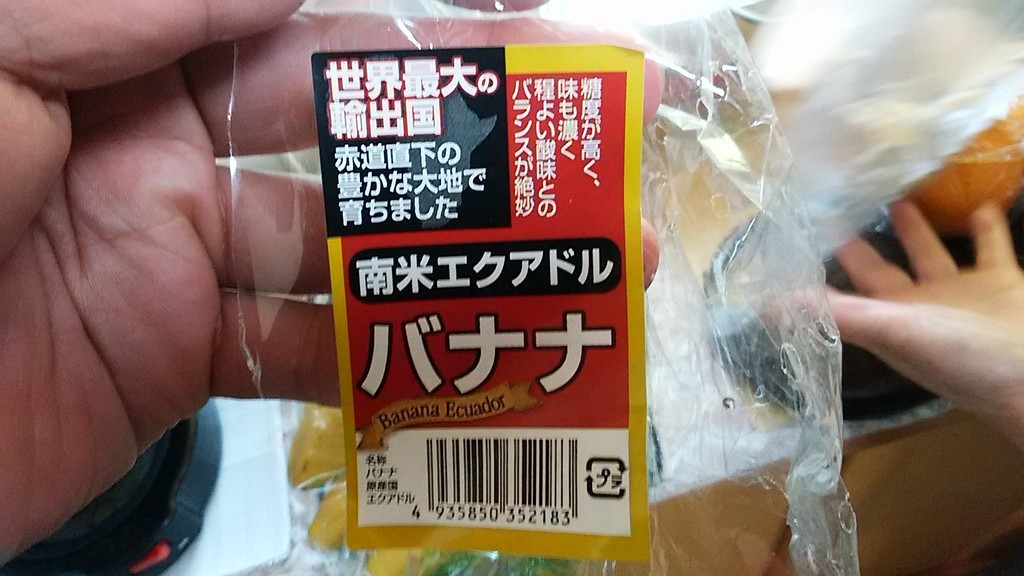 世界最大の
輸出国
赤道直下の
豊かな大地で
育ちました
糖度が高く、
味も濃く
程よい酸味との
バランスが絶妙
南米エクアドル
バナナ
Banana Ecuador
名称
バナナ
原産国
エクアドル
4 935850 352183
プラ